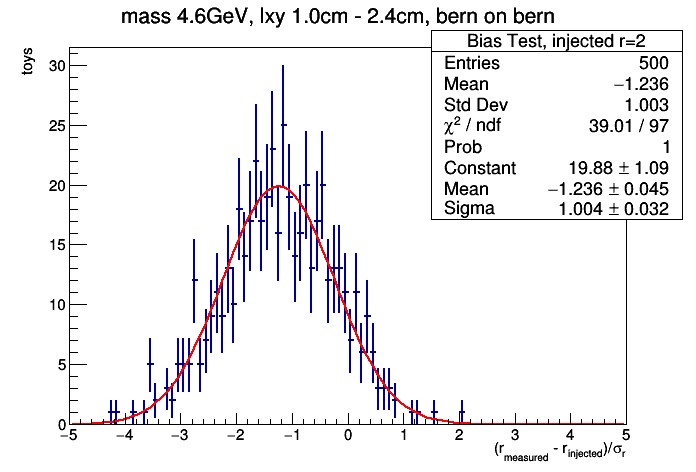 mass 4.6GeV, lxy 1.0cm - 2.4cm, bern on bern
Bias Test, injected r=2
Entries 500
Mean −1.236
Std Dev 1.003
χ² / ndf 39.01 / 97
Prob 1
Constant 19.88 ± 1.09
Mean −1.236 ± 0.045
Sigma 1.004 ± 0.032
toys
30
25
20
15
10
5
0
−5 −4 −3 −2 −1 0 1 2 3 4 5
(r_measured - r_injected)/σ_r